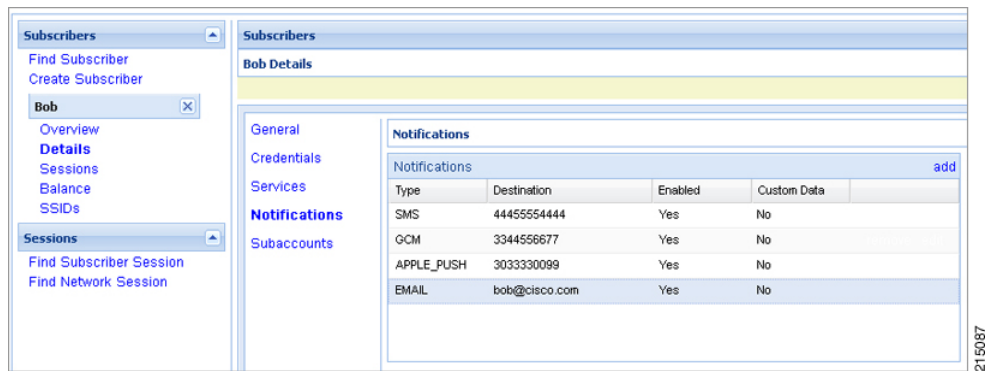 Subscribers
Find Subscriber
Create Subscriber
Bob
Overview
Details
Sessions
Balance
SSIDs
Sessions
Find Subscriber Session
Find Network Session
Subscribers
Bob Details
General
Credentials
Services
Notifications
Subaccounts
Notifications
Notifications add
Type Destination Enabled Custom Data
SMS 44455554444 Yes No
GCM 3344556677 Yes No
APPLE_PUSH 3033330099 Yes No
EMAIL bob@cisco.com Yes No
215087